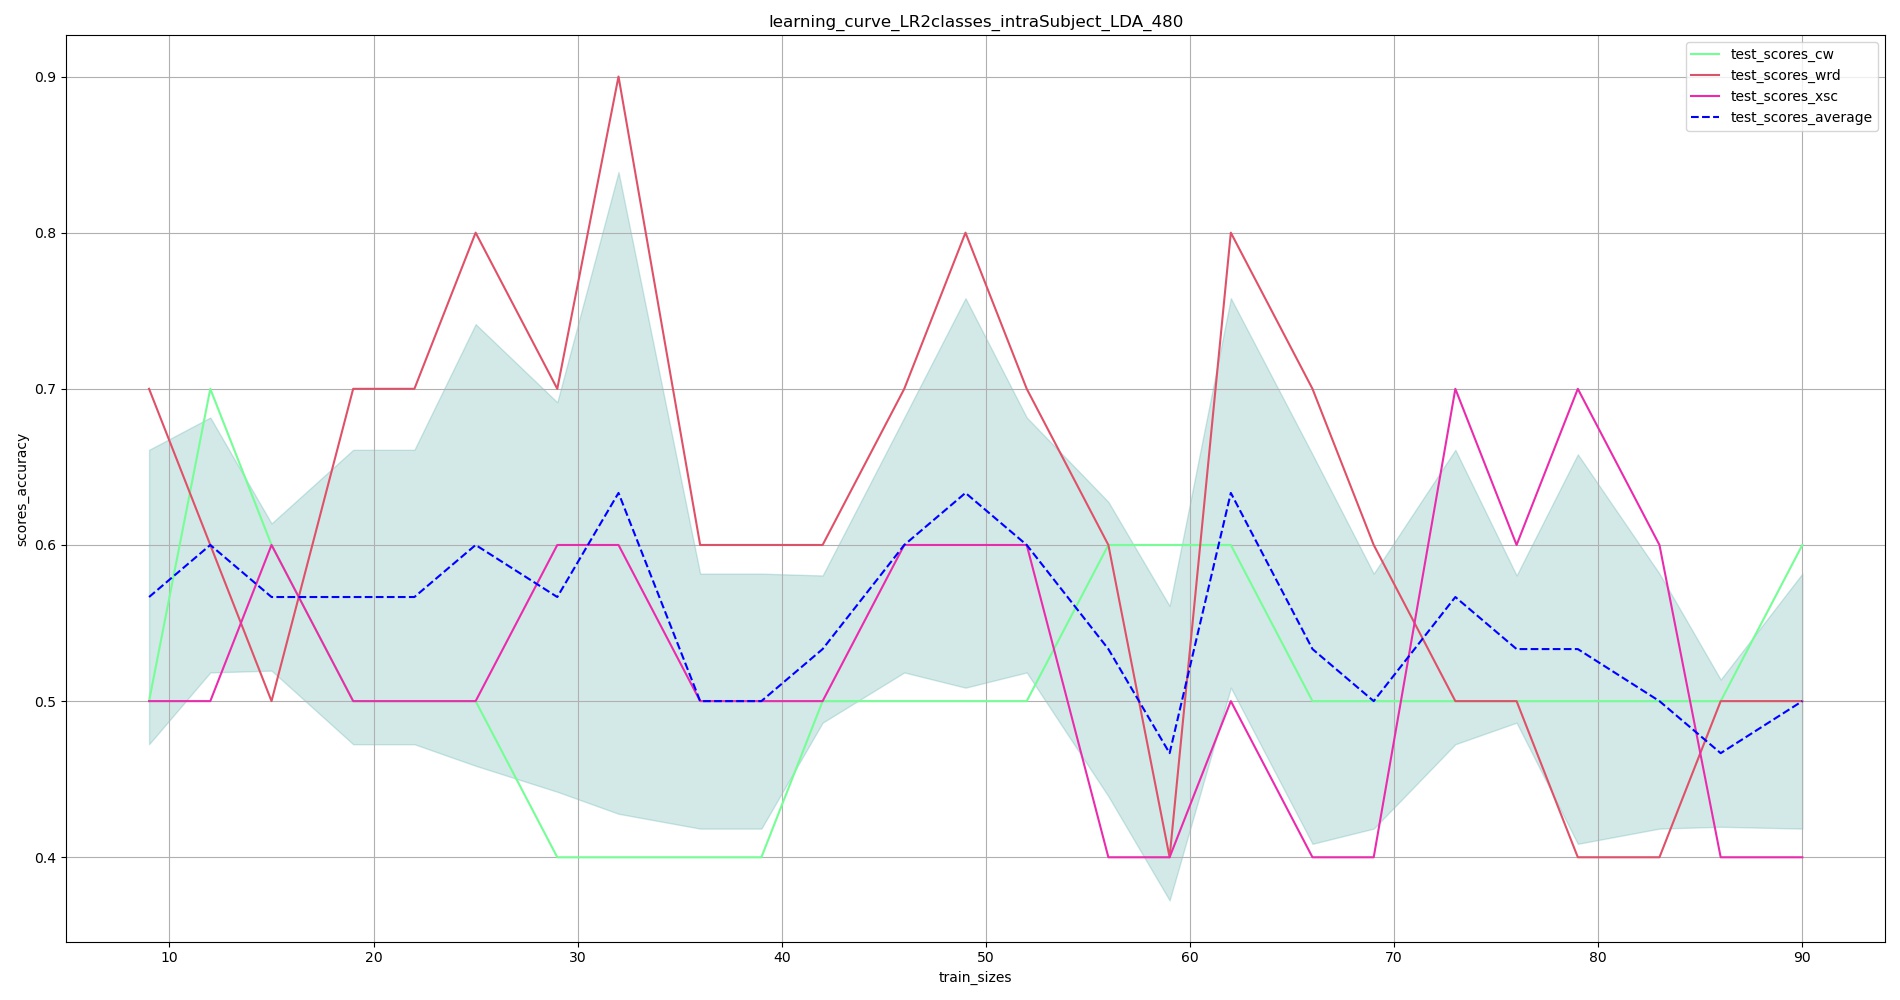 learning_curve_LR2classes_intraSubject_LDA_480
test_scores_cw
test_scores_wrd
test_scores_xsc
test_scores_average
scores_accuracy
0.9
0.8
0.7
0.6
0.5
0.4
10 20 30 40 50 60 70 80 90
train_sizes